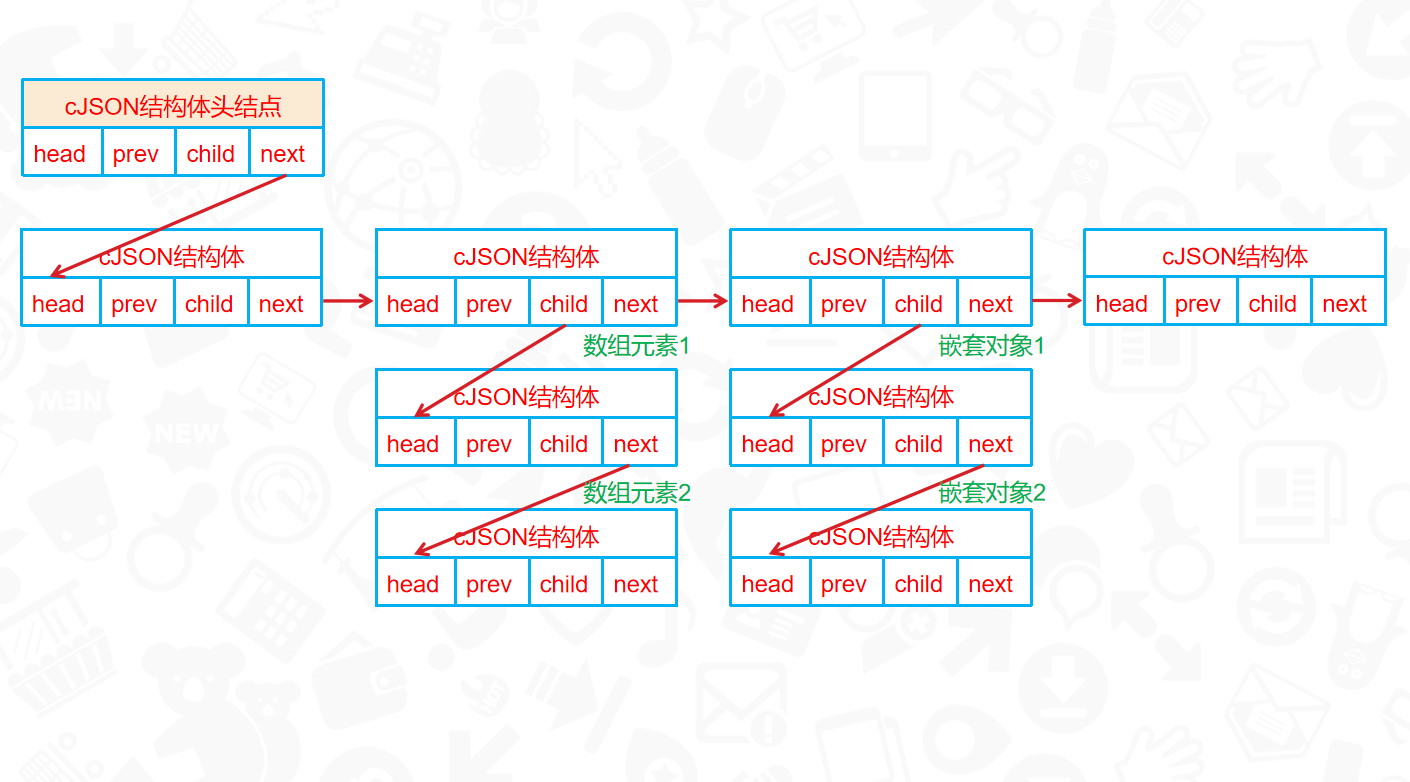 cJSON结构体头结点
head prev child next
cJSON结构体 cJSON结构体 cJSON结构体 cJSON结构体
head prev child next head prev child next head prev child next head prev child next
数组元素1 嵌套对象1
cJSON结构体 cJSON结构体
head prev child next head prev child next
数组元素2 嵌套对象2
cJSON结构体 cJSON结构体
head prev child next head prev child next
NEW
NEW